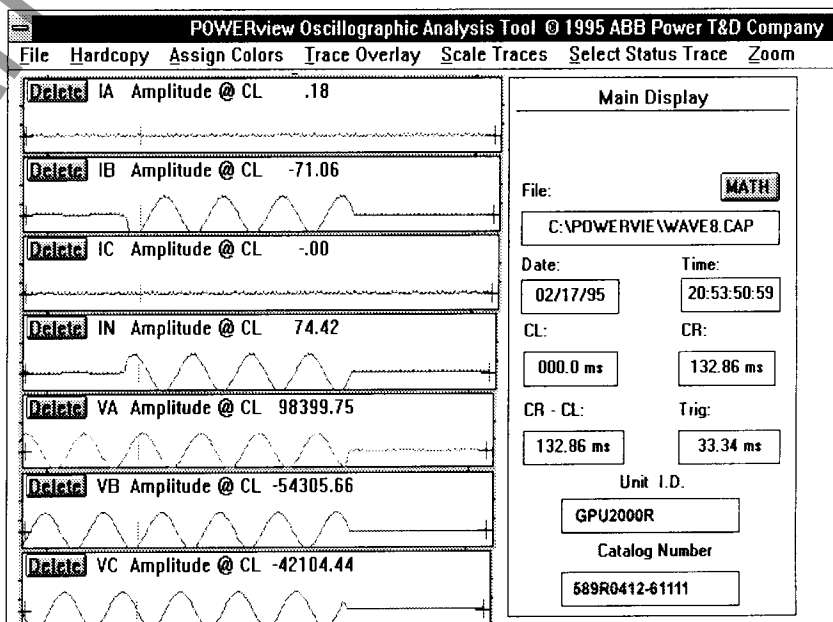 POWERview Oscillographic Analysis Tool © 1995 ABB Power T&D Company
File Hardcopy Assign Colors Trace Overlay Scale Traces Select Status Trace Zoom
Delete IA Amplitude @ CL .18
Delete IB Amplitude @ CL -71.06
Delete IC Amplitude @ CL -.00
Delete IN Amplitude @ CL 74.42
Delete VA Amplitude @ CL 98399.75
Delete VB Amplitude @ CL -54305.66
Delete VC Amplitude @ CL -42104.44
Main Display
File: MATH
C:\POWERVIE\WAVE8.CAP
Date: Time:
02/17/95 20:53:50:59
CL: CR:
000.0 ms 132.86 ms
CR - CL: Trig:
132.86 ms 33.34 ms
Unit I.D.
GPU2000R
Catalog Number
589R0412-61111